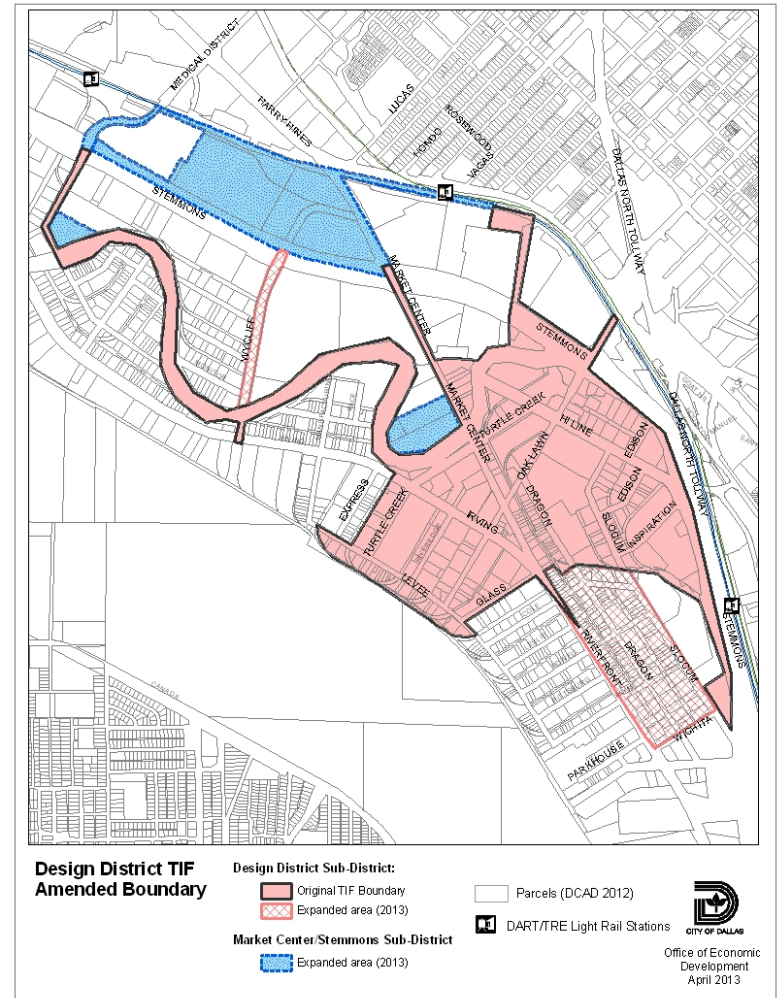 MEDICAL DISTRICT
HARRY HINES
LUCAS
HONDO
ROSEWOOD
VAGAS
DALLAS NORTH TOLLWAY
STEMMONS
WYCLIFF
MARKET CENTER
STEMMONS
MARKET CENTER
TURTLE CREEK
HI LINE
OAK LAWN
EDISON
EDISON
DALLAS NORTH TOLLWAY
MANUEL
EXPRESS
TURTLE CREEK
IRVING
DRAGON
SLOCUM
INSPIRATION
LEVEE
GLASS
STEMMONS
RIVERFRONT
DRAGON
SLOCUM
WICHITA
PARKHOUSE
CANADA
Design District TIF
Amended Boundary
Design District Sub-District:
Original TIF Boundary
Expanded area (2013)
Market Center/Stemmons Sub-District
Expanded area (2013)
Parcels (DCAD 2012)
DART/TRE Light Rail Stations
CITY OF DALLAS
Office of Economic
Development
April 2013